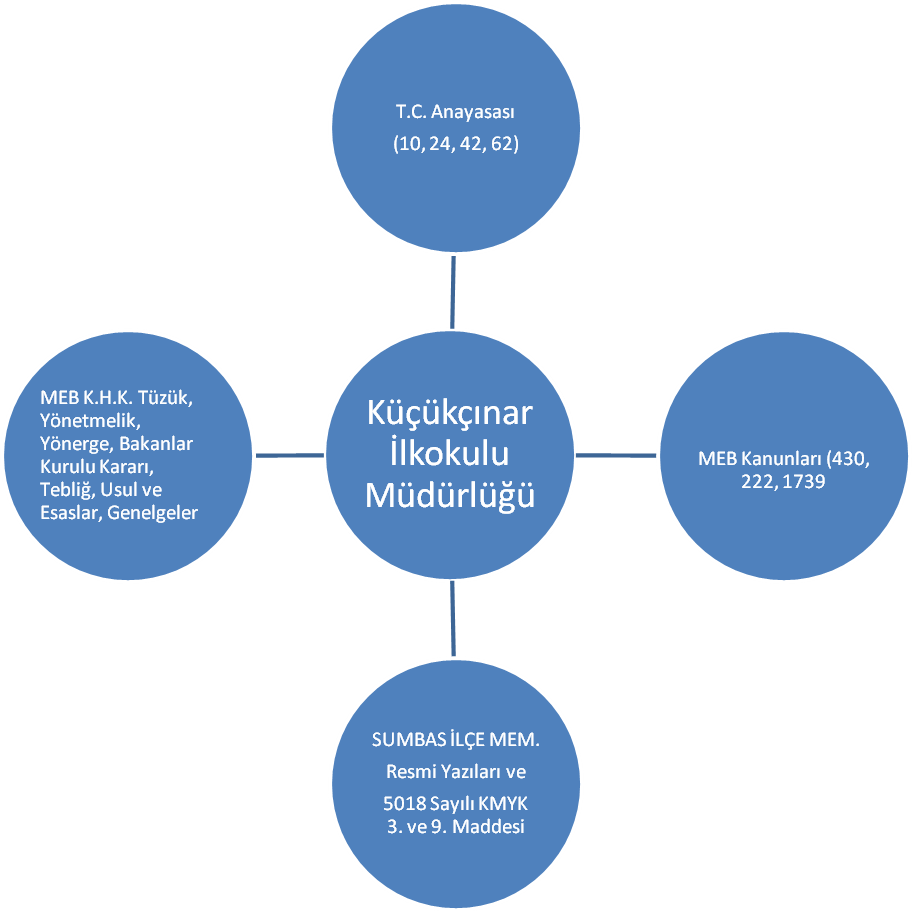 T.C. Anayasası
(10, 24, 42, 62)
MEB K.H.K. Tüzük,
Yönetmelik,
Yönerge, Bakanlar
Kurulu Kararı,
Tebliğ, Usul ve
Esaslar, Genelgeler
Küçükçınar
İlkokulu
Müdürlüğü
MEB Kanunları (430,
222, 1739
SUMBAS İLÇE MEM.
Resmi Yazıları ve
5018 Sayılı KMYK
3. ve 9. Maddesi